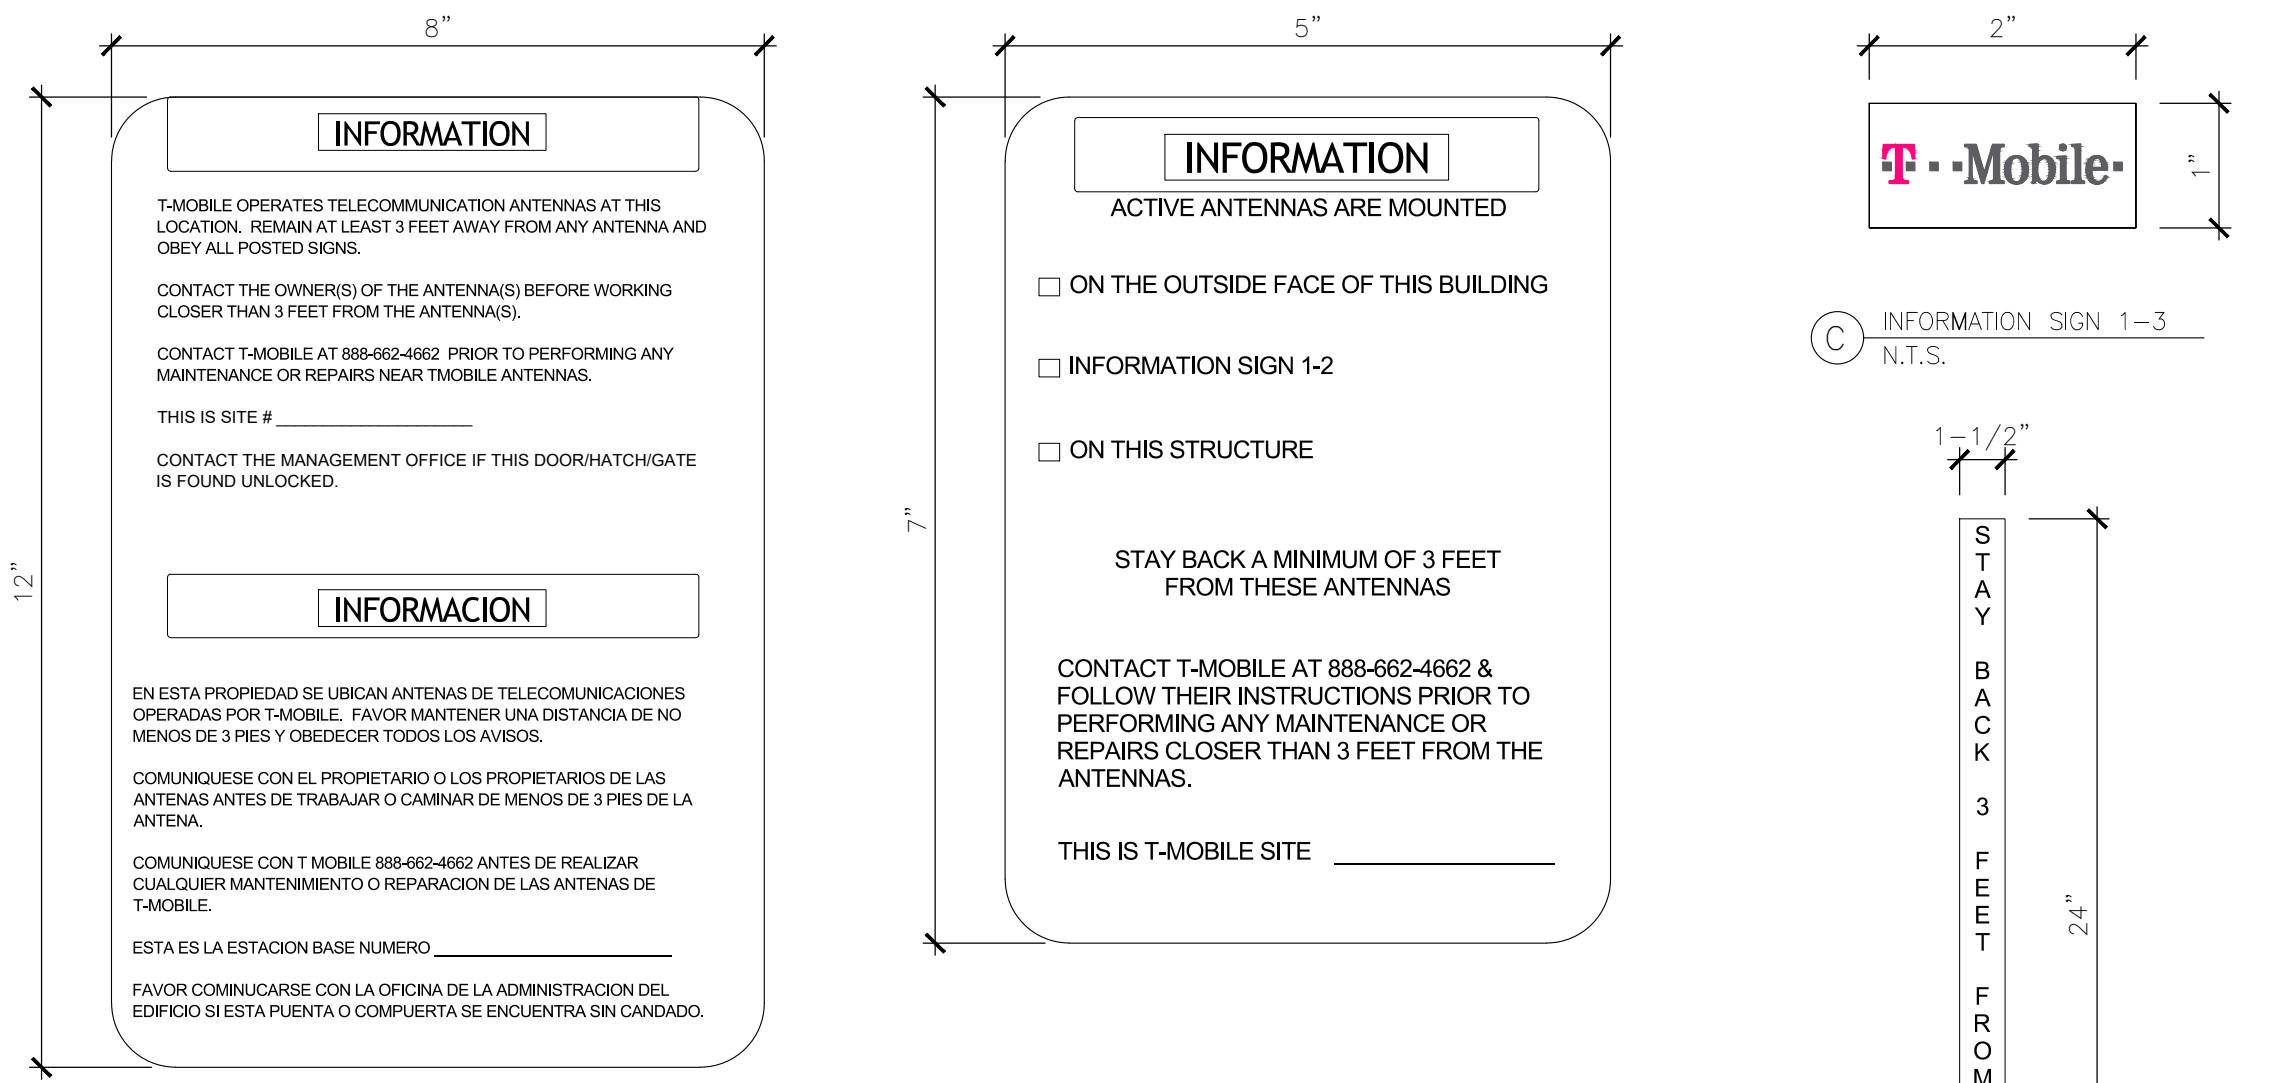 8"
12"
INFORMATION
T-MOBILE OPERATES TELECOMMUNICATION ANTENNAS AT THIS
LOCATION.  REMAIN AT LEAST 3 FEET AWAY FROM ANY ANTENNA AND
OBEY ALL POSTED SIGNS.
CONTACT THE OWNER(S) OF THE ANTENNA(S) BEFORE WORKING
CLOSER THAN 3 FEET FROM THE ANTENNA(S).
CONTACT T-MOBILE AT 888-662-4662  PRIOR TO PERFORMING ANY
MAINTENANCE OR REPAIRS NEAR TMOBILE ANTENNAS.
THIS IS SITE # ______________________
CONTACT THE MANAGEMENT OFFICE IF THIS DOOR/HATCH/GATE
IS FOUND UNLOCKED.
INFORMACION
EN ESTA PROPIEDAD SE UBICAN ANTENAS DE TELECOMUNICACIONES
OPERADAS POR T-MOBILE.  FAVOR MANTENER UNA DISTANCIA DE NO
MENOS DE 3 PIES Y OBEDECER TODOS LOS AVISOS.
COMUNIQUESE CON EL PROPIETARIO O LOS PROPIETARIOS DE LAS
ANTENAS ANTES DE TRABAJAR O CAMINAR DE MENOS DE 3 PIES DE LA
ANTENA.
COMUNIQUESE CON T MOBILE 888-662-4662 ANTES DE REALIZAR
CUALQUIER MANTENIMIENTO O REPARACION DE LAS ANTENAS DE
T-MOBILE.
ESTA ES LA ESTACION BASE NUMERO ______________________
FAVOR COMINUCARSE CON LA OFICINA DE LA ADMINISTRACION DEL
EDIFICIO SI ESTA PUENTA O COMPUERTA SE ENCUENTRA SIN CANDADO.
5"
7"
INFORMATION
ACTIVE ANTENNAS ARE MOUNTED
☐ ON THE OUTSIDE FACE OF THIS BUILDING
☐ INFORMATION SIGN 1-2
☐ ON THIS STRUCTURE
STAY BACK A MINIMUM OF 3 FEET
FROM THESE ANTENNAS
CONTACT T-MOBILE AT 888-662-4662 &
FOLLOW THEIR INSTRUCTIONS PRIOR TO
PERFORMING ANY MAINTENANCE OR
REPAIRS CLOSER THAN 3 FEET FROM THE
ANTENNAS.
THIS IS T-MOBILE SITE ________________
2"
1"
T··Mobile·
C
INFORMATION SIGN 1-3
N.T.S.
1-1/2"
24"
STAY BACK 3 FEET FROM